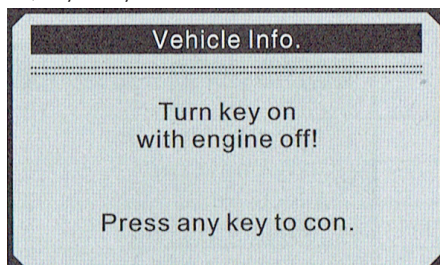 Vehicle Info.
Turn key on
with engine off!
Press any key to con.